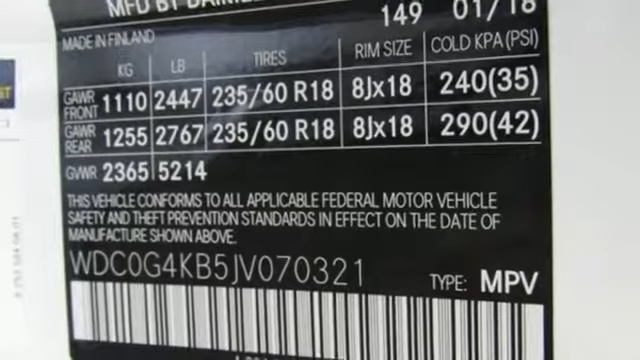 MFD BY
149 01/18
MADE IN FINLAND
KG LB TIRES RIM SIZE COLD KPA(PSI)
GAWR FRONT 1110 2447 235/60 R18 8Jx18 240(35)
GAWR REAR 1255 2767 235/60 R18 8Jx18 290(42)
GVWR 2365 5214
THIS VEHICLE CONFORMS TO ALL APPLICABLE FEDERAL MOTOR VEHICLE
SAFETY AND THEFT PREVENTION STANDARDS IN EFFECT ON THE DATE OF
MANUFACTURE SHOWN ABOVE.
WDC0G4KB5JV070321
TYPE: MPV